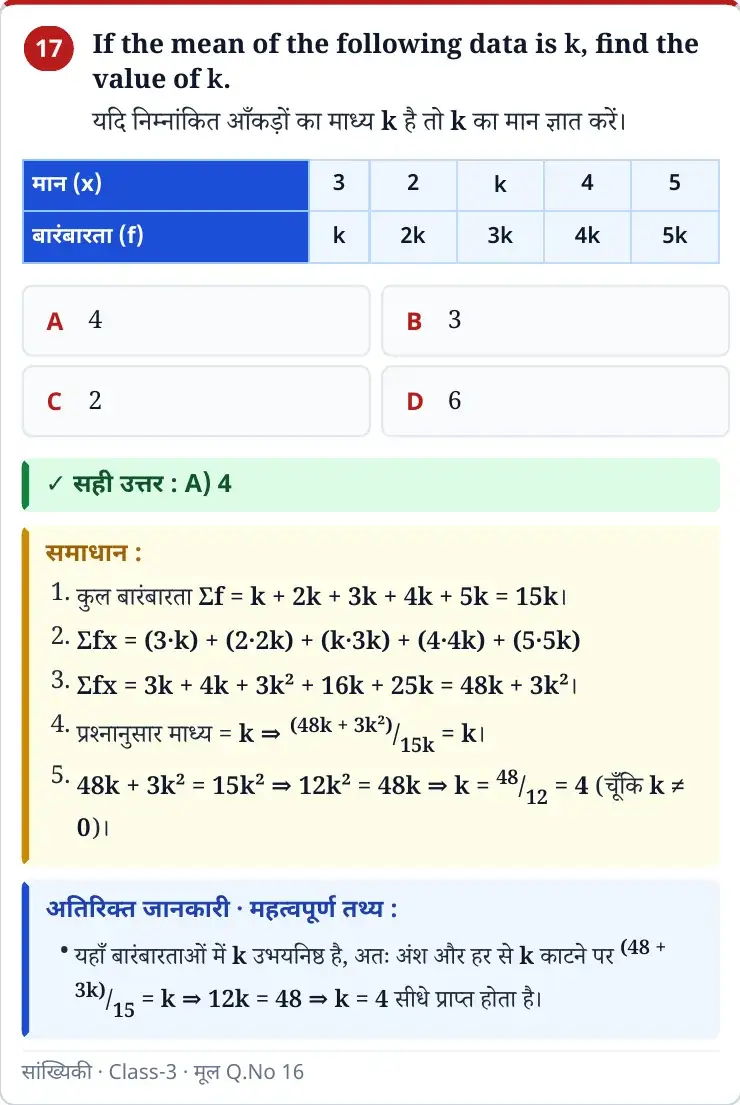 17 If the mean of the following data is k, find the
value of k.
यदि निम्नांकित आँकड़ों का माध्य k है तो k का मान ज्ञात करें।
मान (x) 3 2 k 4 5
बारंबारता (f) k 2k 3k 4k 5k
A 4 B 3
C 2 D 6
✓ सही उत्तर : A) 4
समाधान :
1. कुल बारंबारता Σf = k + 2k + 3k + 4k + 5k = 15k।
2. Σfx = (3·k) + (2·2k) + (k·3k) + (4·4k) + (5·5k)
3. Σfx = 3k + 4k + 3k² + 16k + 25k = 48k + 3k²।
4. प्रश्नानुसार माध्य = k ⇒ (48k + 3k²)/15k = k।
5. 48k + 3k² = 15k² ⇒ 12k² = 48k ⇒ k = 48/12 = 4 (चूँकि k ≠
0)।
अतिरिक्त जानकारी · महत्वपूर्ण तथ्य :
• यहाँ बारंबारताओं में k उभयनिष्ठ है, अतः अंश और हर से k काटने पर (48 +
3k)/15 = k ⇒ 12k = 48 ⇒ k = 4 सीधे प्राप्त होता है।
सांख्यिकी · Class-3 · मूल Q.No 16